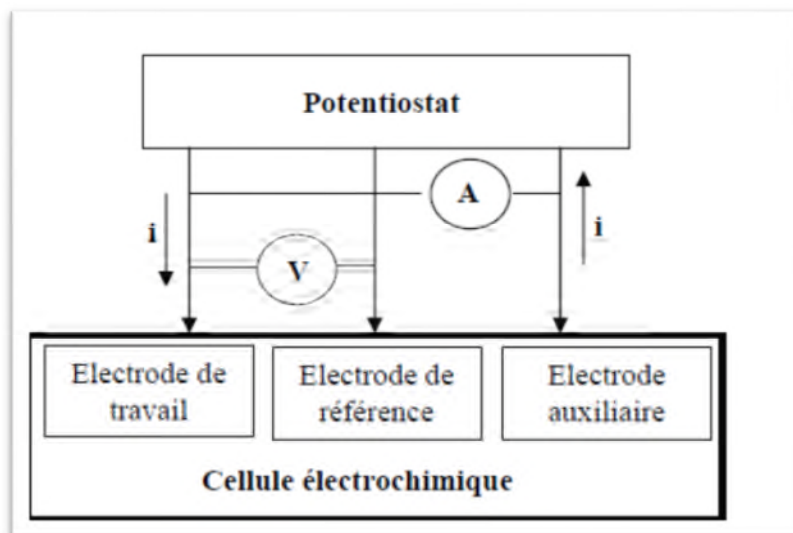 Potentiostat
A
i
i
V
Electrode de
travail
Electrode de
référence
Electrode
auxiliaire
Cellule électrochimique